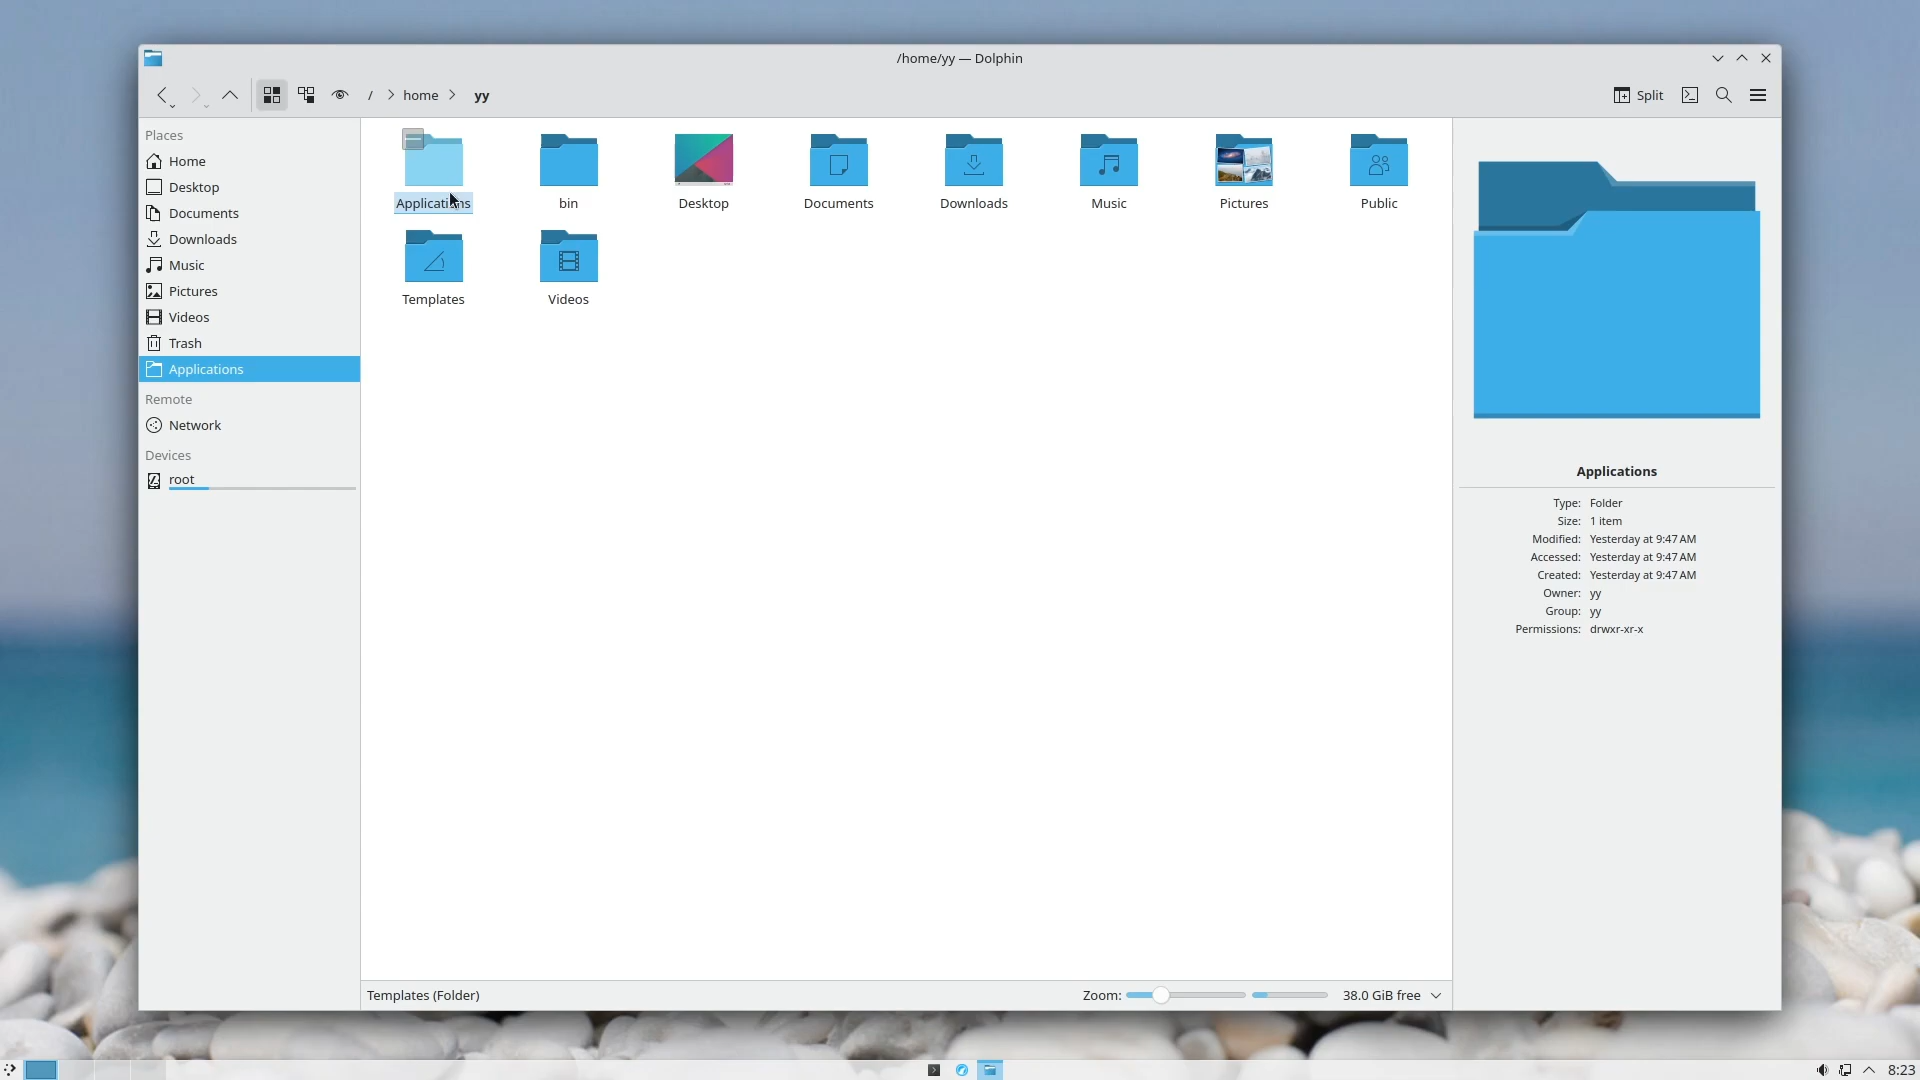 /home/yy — Dolphin
/ home yy
Split
Places
Home
Desktop
Documents
Downloads
Music
Pictures
Videos
Trash
Applications
Remote
Network
Devices
root
Applications bin Desktop Documents Downloads Music Pictures Public
Templates Videos
Applications
Type: Folder
Size: 1 item
Modified: Yesterday at 9:47 AM
Accessed: Yesterday at 9:47 AM
Created: Yesterday at 9:47 AM
Owner: yy
Group: yy
Permissions: drwxr-xr-x
Templates (Folder) Zoom: 38.0 GiB free
8:23